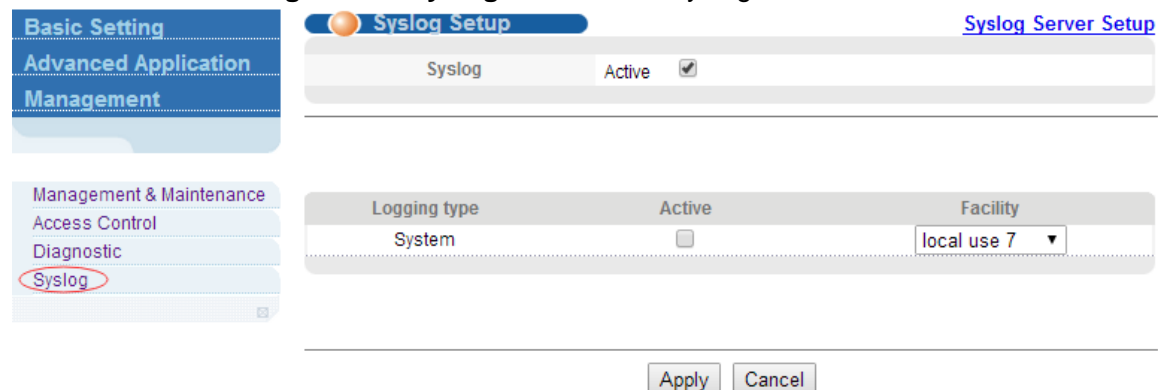 Basic Setting
Advanced Application
Management
Management & Maintenance
Access Control
Diagnostic
Syslog
Syslog Setup
Syslog Server Setup
Syslog Active
Logging type Active Facility
System local use 7
Apply Cancel